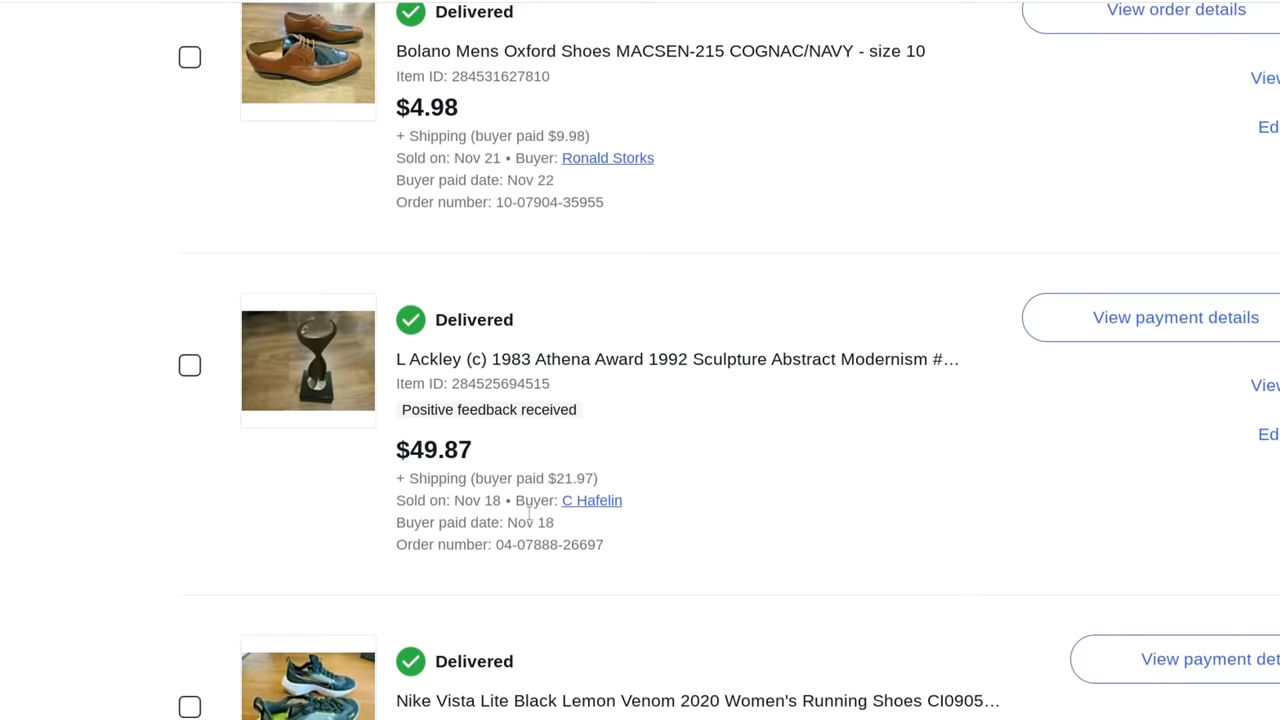 Delivered
View order details
Bolano Mens Oxford Shoes MACSEN-215 COGNAC/NAVY - size 10
Item ID: 284531627810
$4.98
+ Shipping (buyer paid $9.98)
Sold on: Nov 21 • Buyer: Ronald Storks
Buyer paid date: Nov 22
Order number: 10-07904-35955
Delivered
View payment details
L Ackley (c) 1983 Athena Award 1992 Sculpture Abstract Modernism #…
Item ID: 284525694515
Positive feedback received
$49.87
+ Shipping (buyer paid $21.97)
Sold on: Nov 18 • Buyer: C Hafelin
Buyer paid date: Nov 18
Order number: 04-07888-26697
Delivered
View payment det
Nike Vista Lite Black Lemon Venom 2020 Women's Running Shoes CI0905…